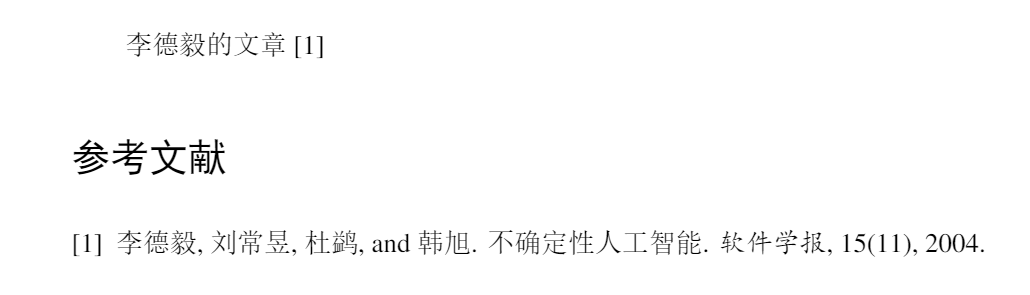 李德毅的文章 [1]
参考文献
[1] 李德毅, 刘常昱, 杜鹢, and 韩旭. 不确定性人工智能. 软件学报, 15(11), 2004.